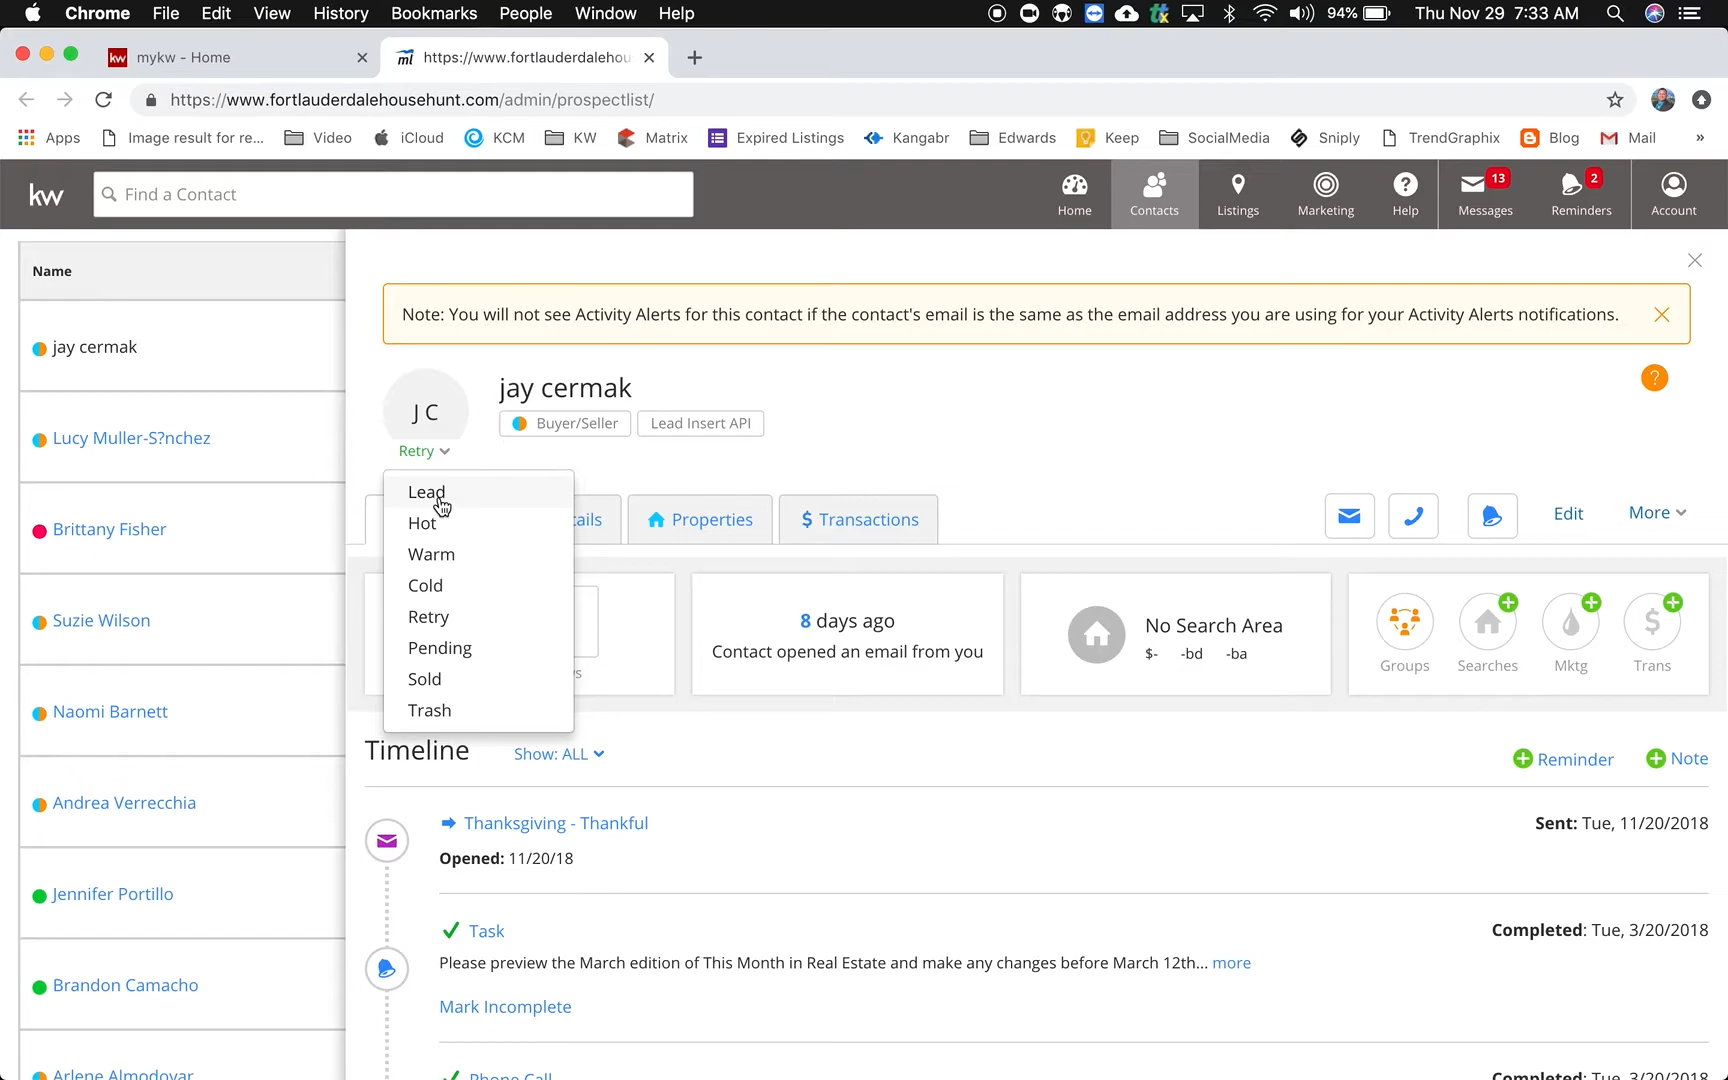 Chrome File Edit View History Bookmarks People Window Help 94% Thu Nov 29 7:33 AM
kw mykw - Home https://www.fortlauderdalehou
https://www.fortlauderdalehousehunt.com/admin/prospectlist/
Apps Image result for re... Video iCloud KCM KW Matrix Expired Listings Kangabr Edwards Keep SocialMedia Sniply TrendGraphix Blog Mail »
kw Find a Contact Home Contacts Listings Marketing ? Help 13 Messages 2 Reminders Account
Name
Note: You will not see Activity Alerts for this contact if the contact's email is the same as the email address you are using for your Activity Alerts notifications.
jay cermak
J C
jay cermak
?
Buyer/Seller Lead Insert API
Retry
Lucy Muller-S?nchez
Lead
Hot
Warm
Cold
Retry
Pending
Sold
Trash
tails Properties $ Transactions Edit More
Brittany Fisher
Suzie Wilson
Naomi Barnett
Andrea Verrecchia
Jennifer Portillo
Brandon Camacho
Arlene Almodovar
8 days ago
Contact opened an email from you
No Search Area
$- -bd -ba
Groups Searches Mktg $ Trans
Timeline Show: ALL Reminder Note
Thanksgiving - Thankful Sent: Tue, 11/20/2018
Opened: 11/20/18
Task Completed: Tue, 3/20/2018
Please preview the March edition of This Month in Real Estate and make any changes before March 12th... more
Mark Incomplete
Phone Call Completed: Tue, 3/20/2018